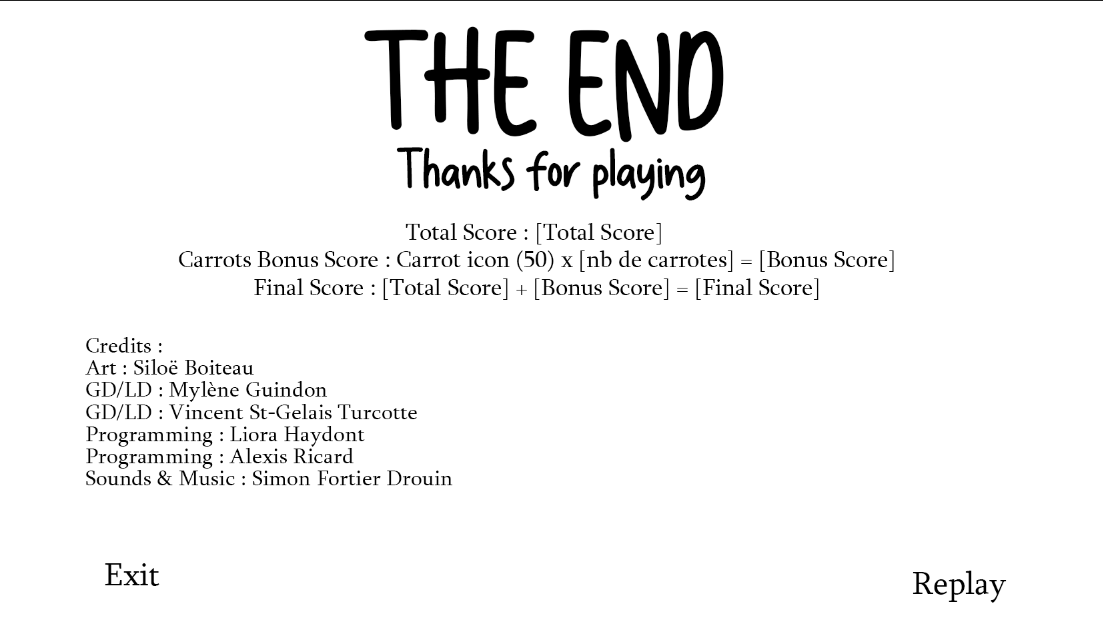 THE END
Thanks for playing
Total Score : [Total Score]
Carrots Bonus Score : Carrot icon (50) x [nb de carrotes] = [Bonus Score]
Final Score : [Total Score] + [Bonus Score] = [Final Score]
Credits :
Art : Siloë Boiteau
GD/LD : Mylène Guindon
GD/LD : Vincent St-Gelais Turcotte
Programming : Liora Haydont
Programming : Alexis Ricard
Sounds & Music : Simon Fortier Drouin
Exit
Replay